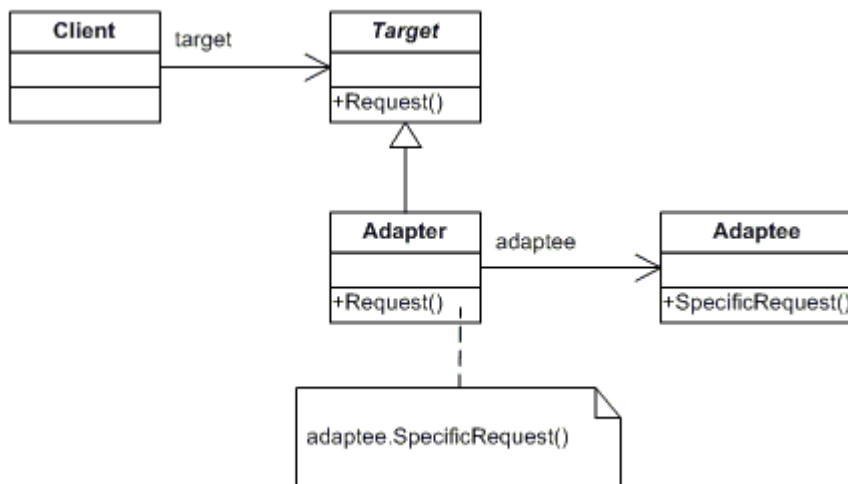 Client
target
Target
+Request()
Adapter
adaptee
Adaptee
+Request()
+SpecificRequest()
adaptee.SpecificRequest()